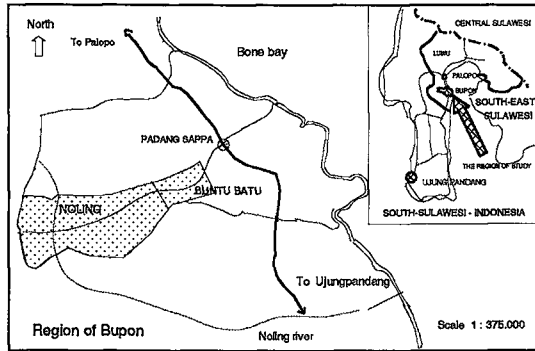 North
To Palopo
Bone bay
PADANG SAPPA
BUNTU BATU
NOLING
To Ujungpandang
Noling river
Region of Bupon
Scale 1 : 375.000
CENTRAL SULAWESI
LUWU
PALOPO
BUPON
SOUTH-EAST
SULAWESI
THE REGION OF STUDY
UJUNG PANDANG
SOUTH-SULAWESI - INDONESIA